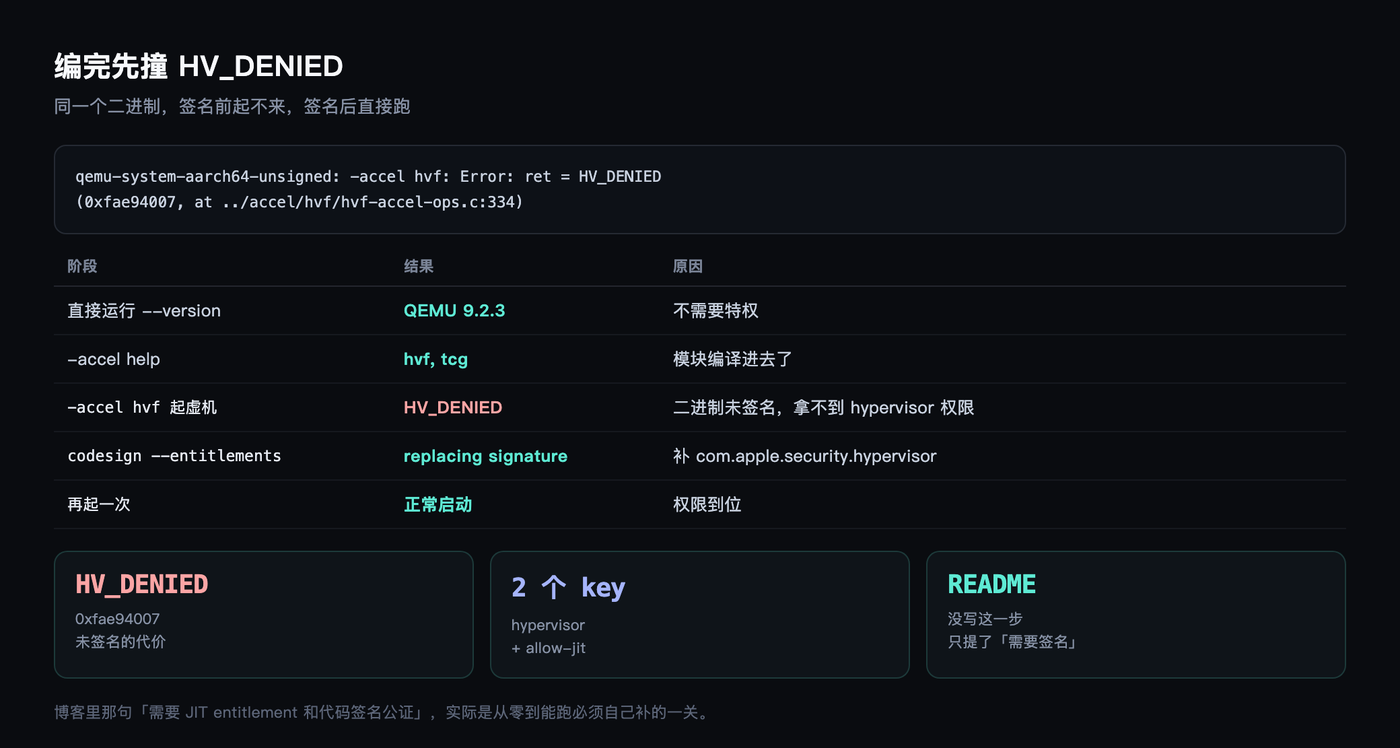 编完先撞 HV_DENIED
同一个二进制，签名前起不来，签名后直接跑
qemu-system-aarch64-unsigned: -accel hvf: Error: ret = HV_DENIED
(0xfae94007, at ../accel/hvf/hvf-accel-ops.c:334)
阶段 结果 原因
直接运行 --version QEMU 9.2.3 不需要特权
-accel help hvf, tcg 模块编译进去了
-accel hvf 起虚机 HV_DENIED 二进制未签名，拿不到 hypervisor 权限
codesign --entitlements replacing signature 补 com.apple.security.hypervisor
再起一次 正常启动 权限到位
HV_DENIED
0xfae94007
未签名的代价
2 个 key
hypervisor
+ allow-jit
README
没写这一步
只提了「需要签名」
博客里那句「需要 JIT entitlement 和代码签名公证」，实际是从零到能跑必须自己补的一关。